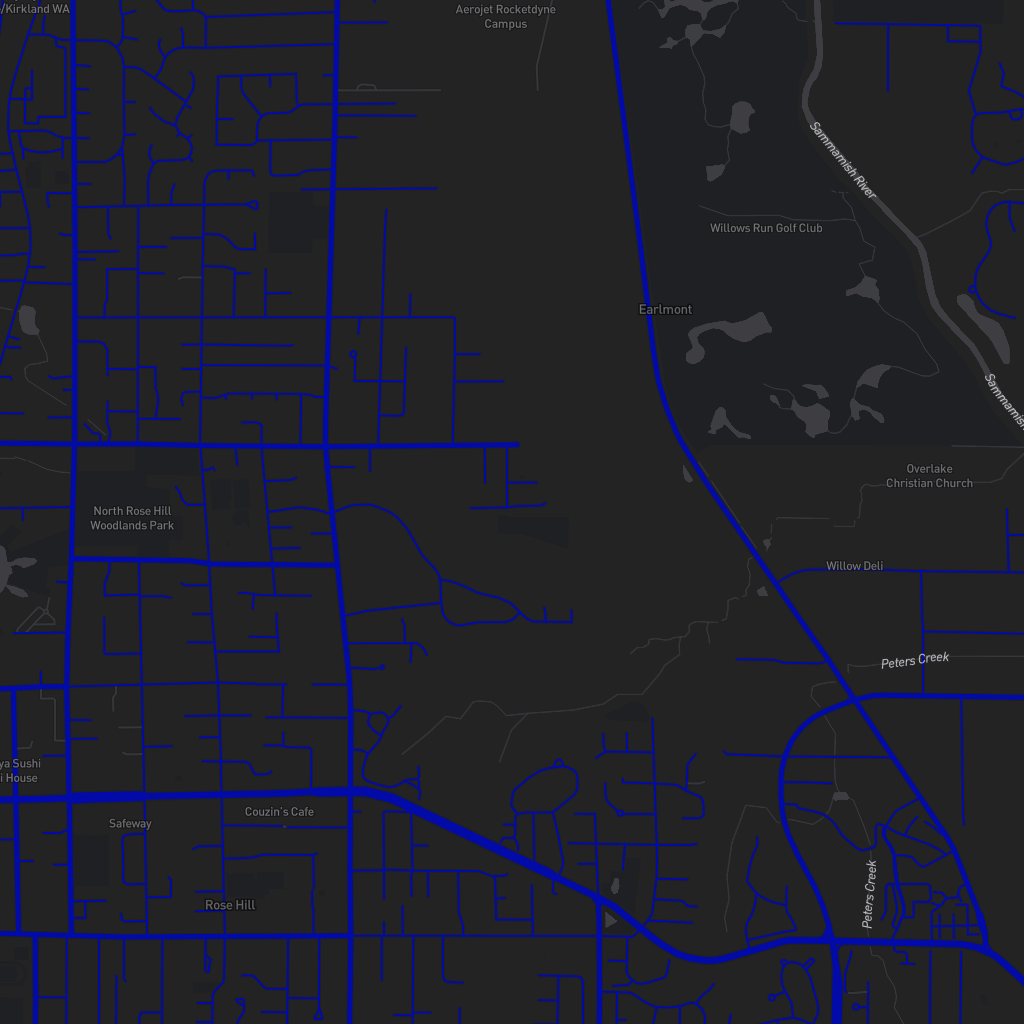 /Kirkland WA
Aerojet Rocketdyne
Campus
Sammamish River
Willows Run Golf Club
Earlmont
Sammamish
Overlake
Christian Church
North Rose Hill
Woodlands Park
Willow Deli
Peters Creek
ya Sushi
i House
Couzin's Cafe
Safeway
Peters Creek
Rose Hill